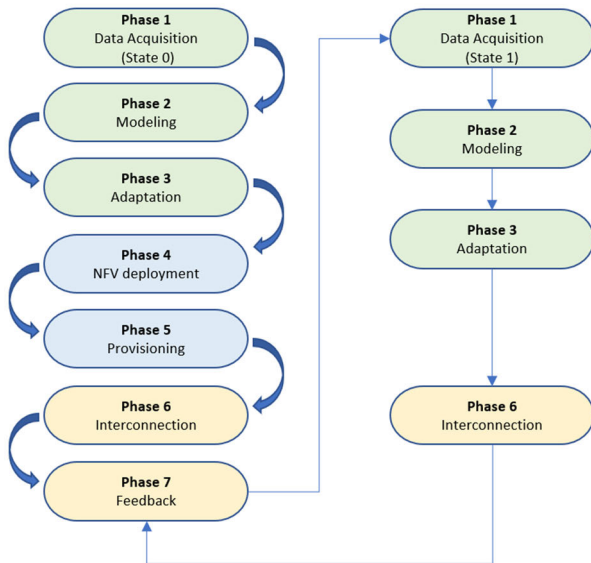 Phase 1
Data Acquisition
(State 0)
Phase 2
Modeling
Phase 3
Adaptation
Phase 4
NFV deployment
Phase 5
Provisioning
Phase 6
Interconnection
Phase 7
Feedback
Phase 1
Data Acquisition
(State 1)
Phase 2
Modeling
Phase 3
Adaptation
Phase 6
Interconnection